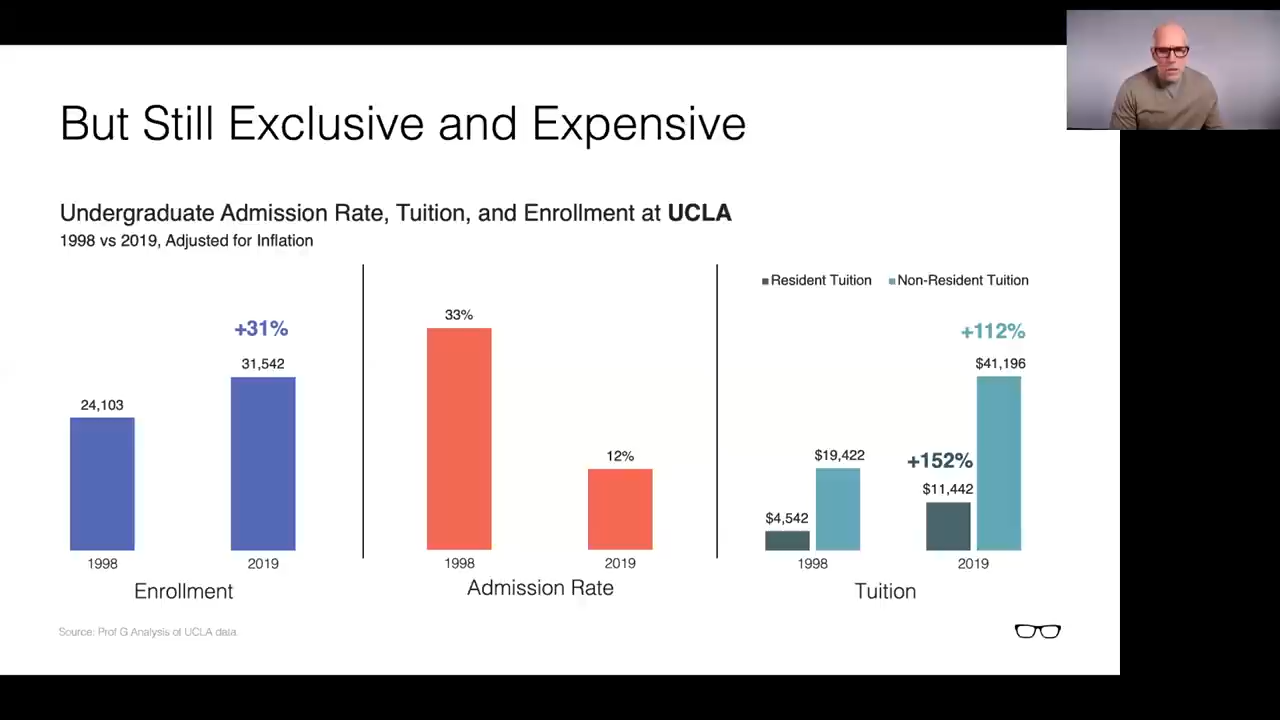 But Still Exclusive and Expensive
Undergraduate Admission Rate, Tuition, and Enrollment at UCLA
1998 vs 2019, Adjusted for Inflation
+31%
31,542
24,103
1998
2019
Enrollment
33%
12%
1998
2019
Admission Rate
Resident Tuition
Non-Resident Tuition
+112%
$41,196
$19,422
+152%
$11,442
$4,542
1998
2019
Tuition
Source: Prof G Analysis of UCLA data